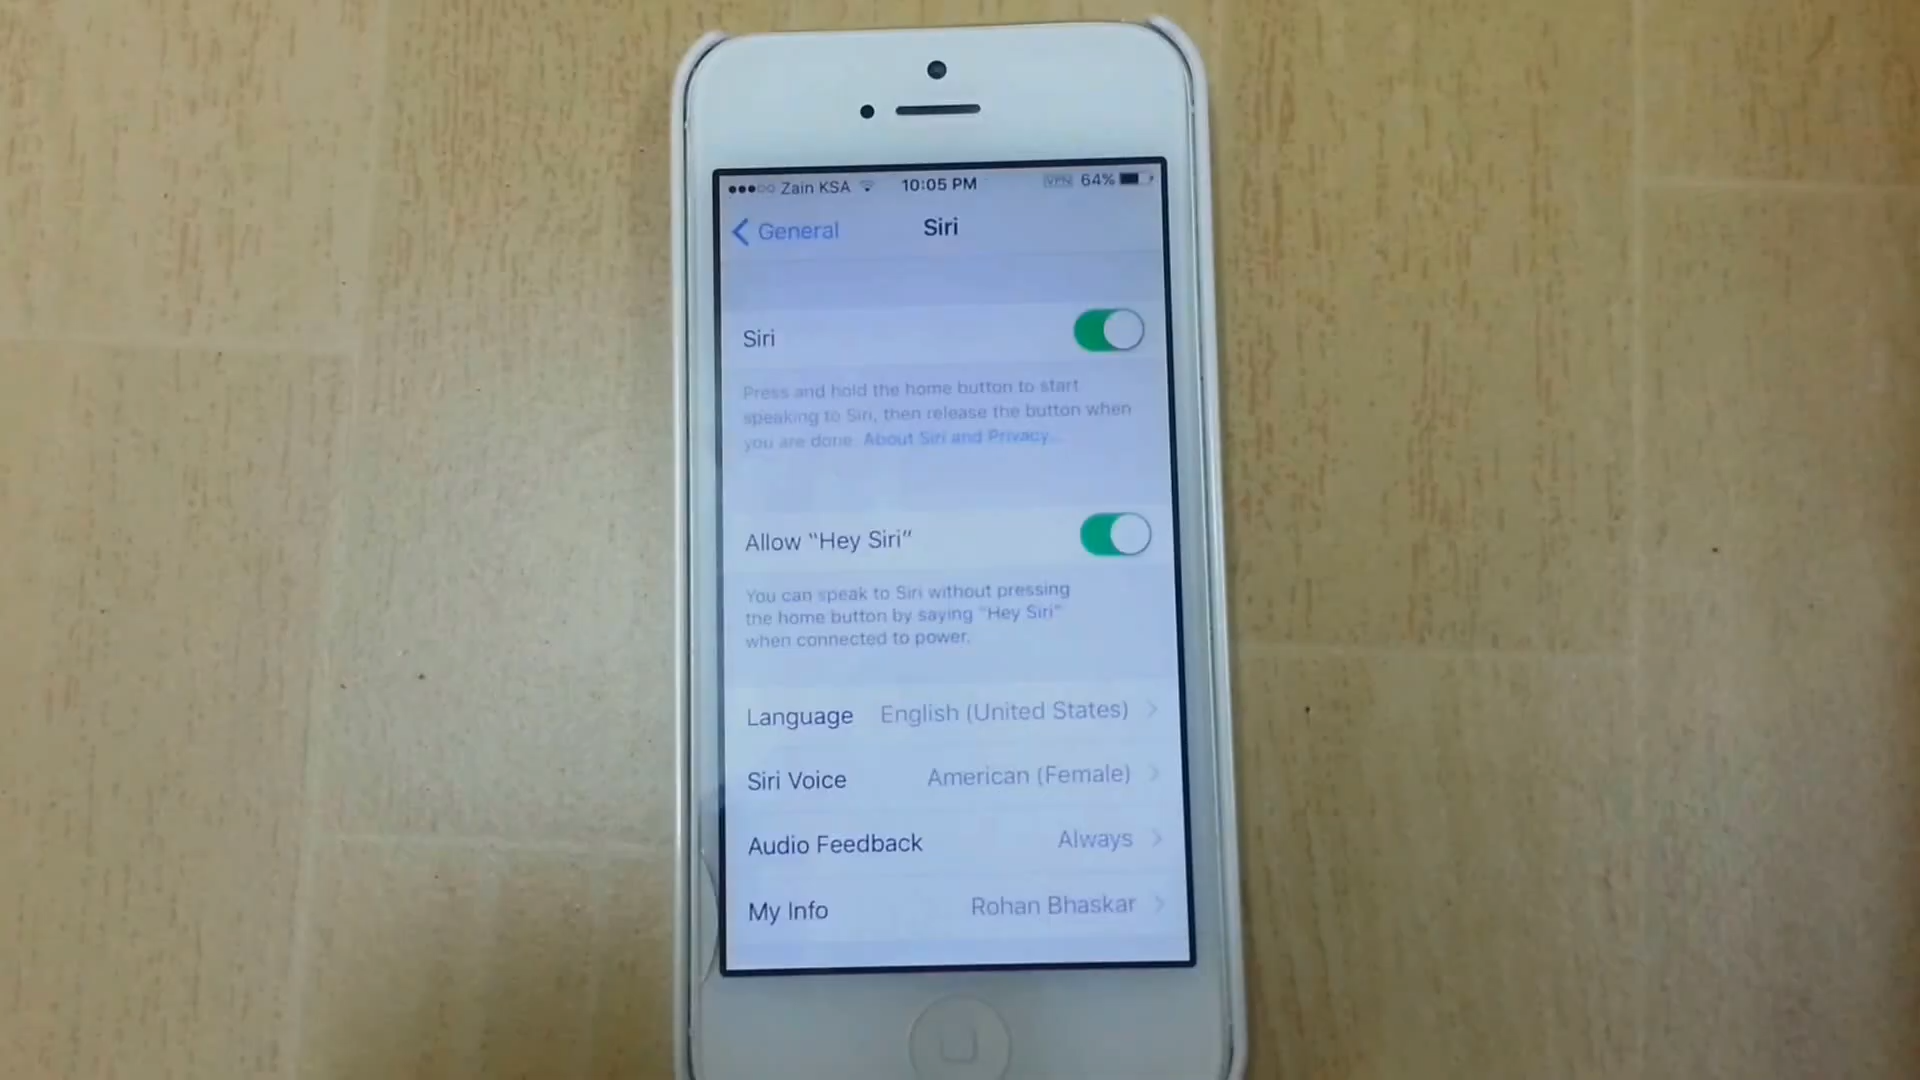 Zain KSA 10:05 PM VPN 64%
General Siri
Siri
Press and hold the home button to start
speaking to Siri, then release the button when
you are done. About Siri and Privacy...
Allow “Hey Siri”
You can speak to Siri without pressing
the home button by saying “Hey Siri”
when connected to power.
Language English (United States)
Siri Voice American (Female)
Audio Feedback Always
My Info Rohan Bhaskar